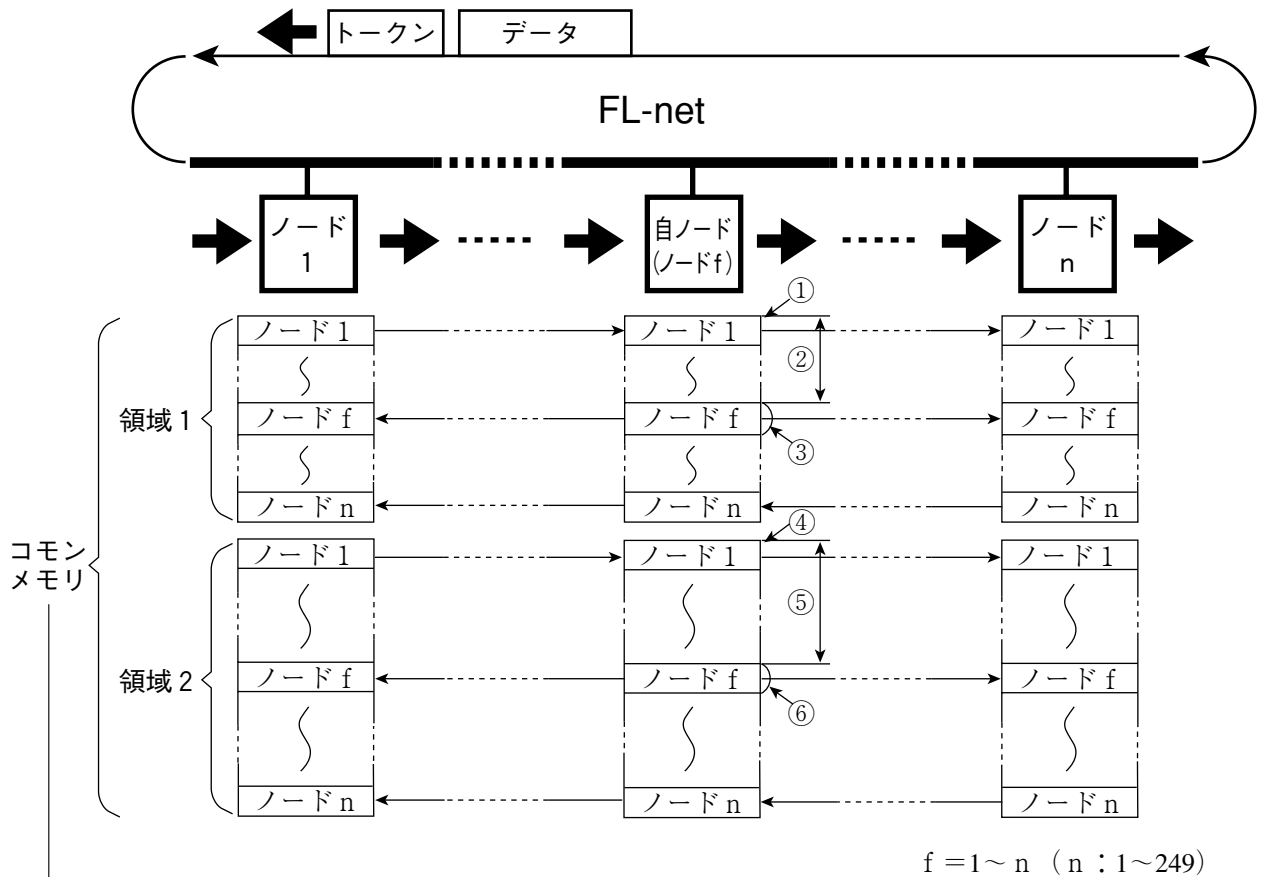 トークン データ
FL-net
ノード
1
自ノード
(ノードf)
ノード
n
コモン
メモリ
領域1
ノード1
ノードf
ノードn
ノード1
①
②
ノードf
③
ノードn
ノード1
ノードf
ノードn
領域2
ノード1
ノードf
ノードn
④
ノード1
⑤
ノードf
⑥
ノードn
ノード1
ノードf
ノードn
f=1〜n (n:1〜249)